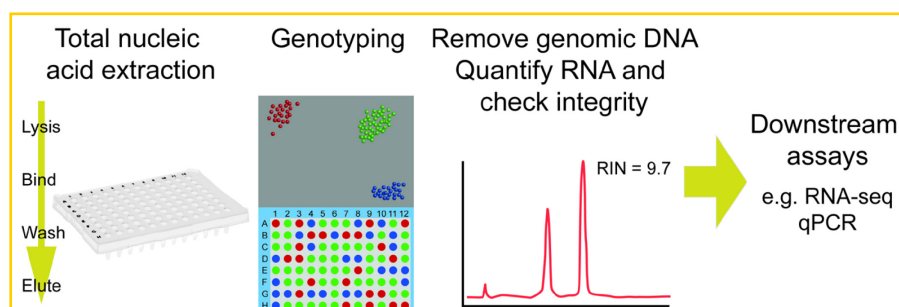 Total nucleic
acid extraction
Lysis
Bind
Wash
Elute
Genotyping
1 2 3 4 5 6 7 8 9 10 11 12
A
B
C
D
E
F
G
H
Remove genomic DNA
Quantify RNA and
check integrity
RIN = 9.7
Downstream
assays
e.g. RNA-seq
qPCR